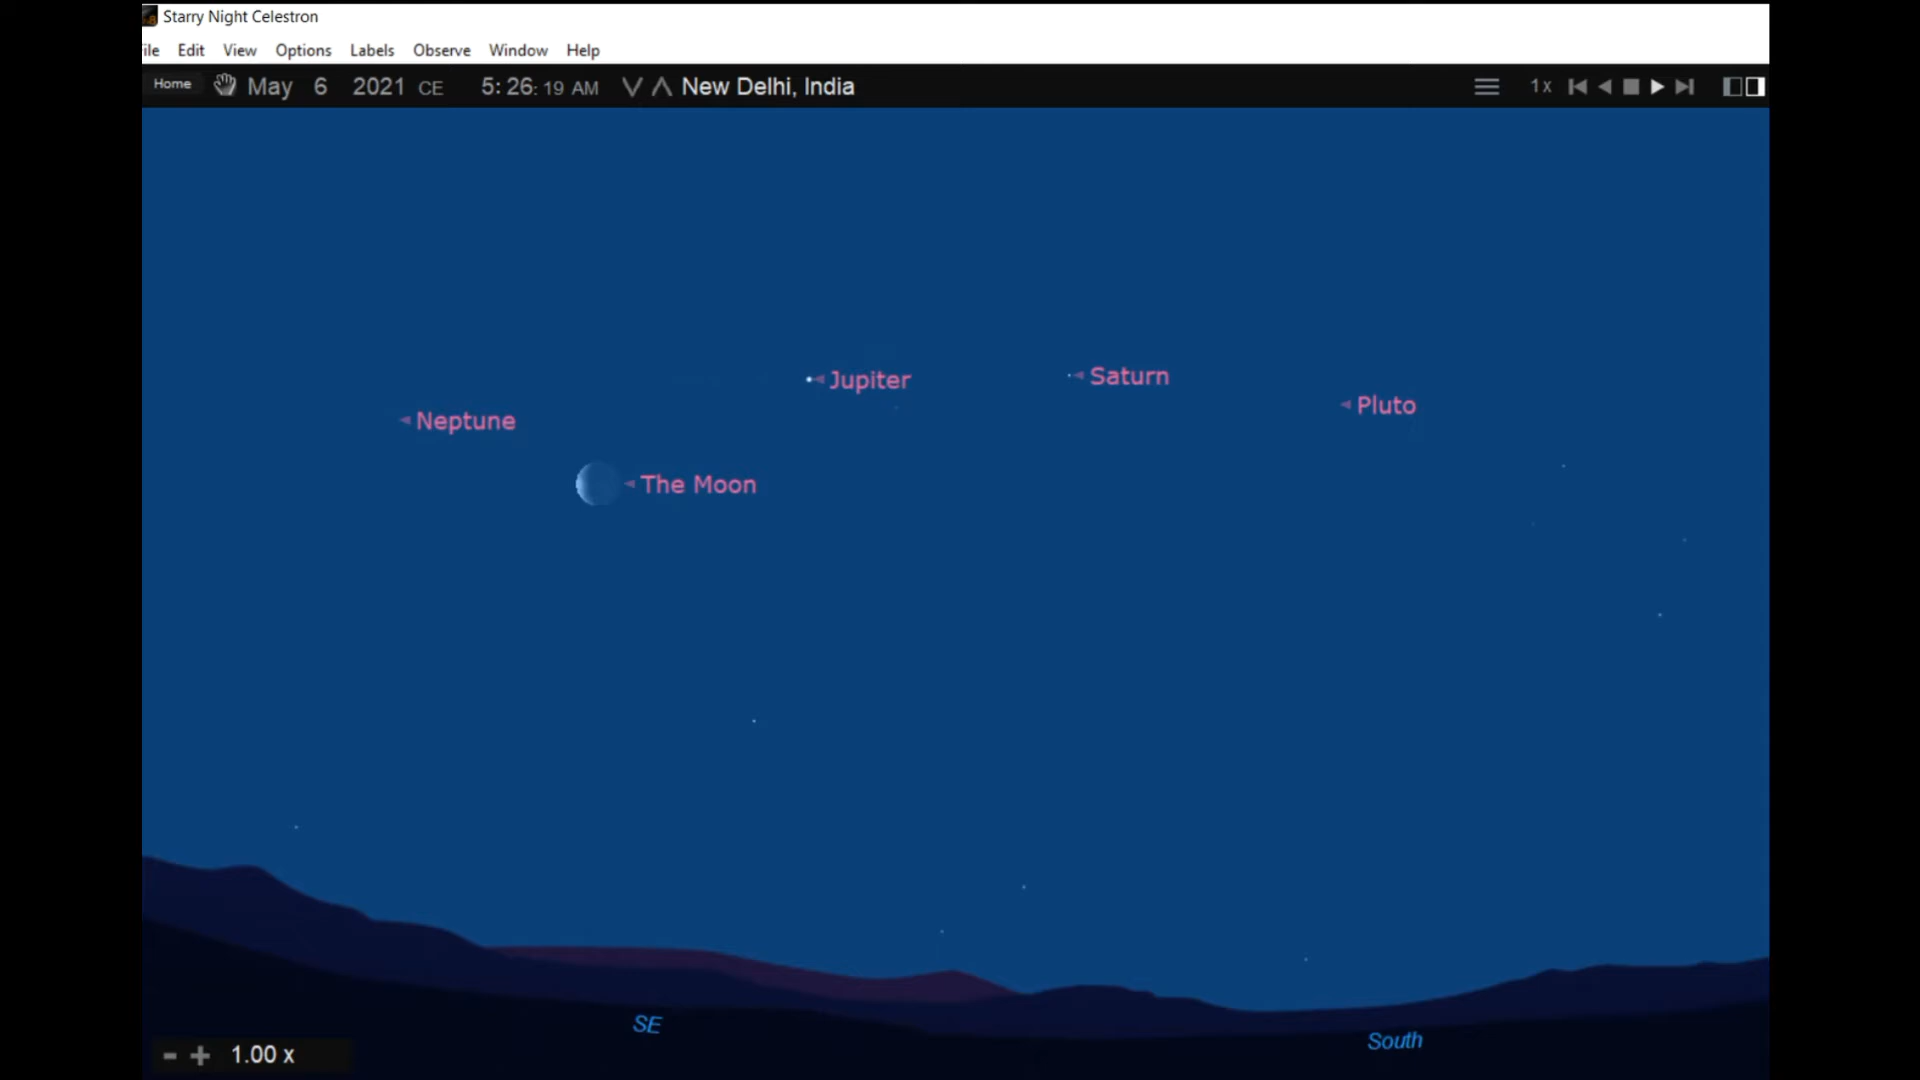 Starry Night Celestron
ile Edit View Options Labels Observe Window Help
Home May 6 2021 CE 5:26:19 AM New Delhi, India 1x
Saturn
Jupiter
Pluto
Neptune
The Moon
SE
South
1.00 x